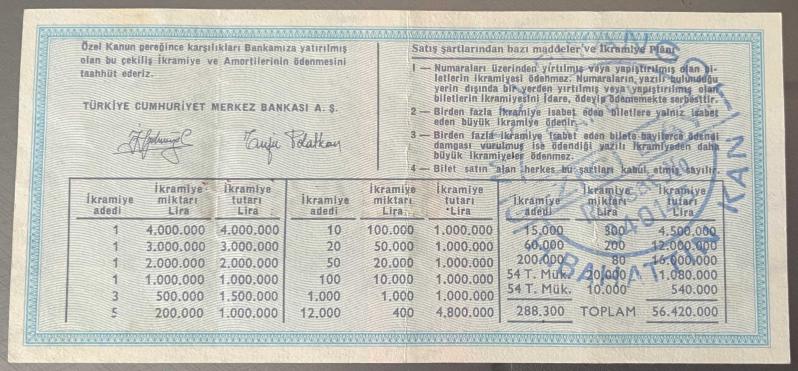 Özel Kanun gereğince karşılıkları Bankamıza yatırılmış
olan bu çekiliş İkramiye ve Amortilerinin ödenmesini
taahhüt ederiz.
TÜRKİYE CUMHURİYET MERKEZ BANKASI A. Ş.
Satış şartlarından bazı maddeler ve İkramiye Planı
1 — Numaraları üzerinden yırtılmış veya yapıştırılmış olan bi-
letlerin ikramiyesi ödenmez. Numaraların yazılı bulunduğu
yerin dışında bir yerden yırtılmış veya yapıştırılmış olan
biletlerin ikramiyesini İdare, ödeyip ödememekte serbesttir.
2 — Birden fazla ikramiye isabet eden biletlere yalnız isabet
eden büyük ikramiye ödenir.
3 — Birden fazla ikramiye isabet eden bilete bayilerce ödendi
damgası vurulmuş ise ödendiği yazılı ikramiyeden daha
büyük ikramiyeler ödenmez.
4 — Bilet satın alan herkes bu şartları kabul etmiş sayılır.
İkramiye adedi İkramiye miktarı Lira İkramiye tutarı Lira İkramiye adedi İkramiye miktarı Lira İkramiye tutarı Lira İkramiye adedi İkramiye miktarı Lira İkramiye tutarı Lira
1 4.000.000 4.000.000 10 100.000 1.000.000 15,000 300 4,500.000
1 3.000.000 3.000.000 20 50.000 1.000.000 60,000 200 12.000.000
1 2.000.000 2.000.000 50 20.000 1.000.000 200.000 80 16.000.000
1 1.000.000 1.000.000 100 10.000 1.000.000 54 T. Mük. 20.000 1.080.000
3 500.000 1.500.000 1.000 1.000 1.000.000 54 T. Mük. 10.000 540.000
5 200.000 1.000.000 12.000 400 4.800.000 288.300 TOPLAM 56.420.000